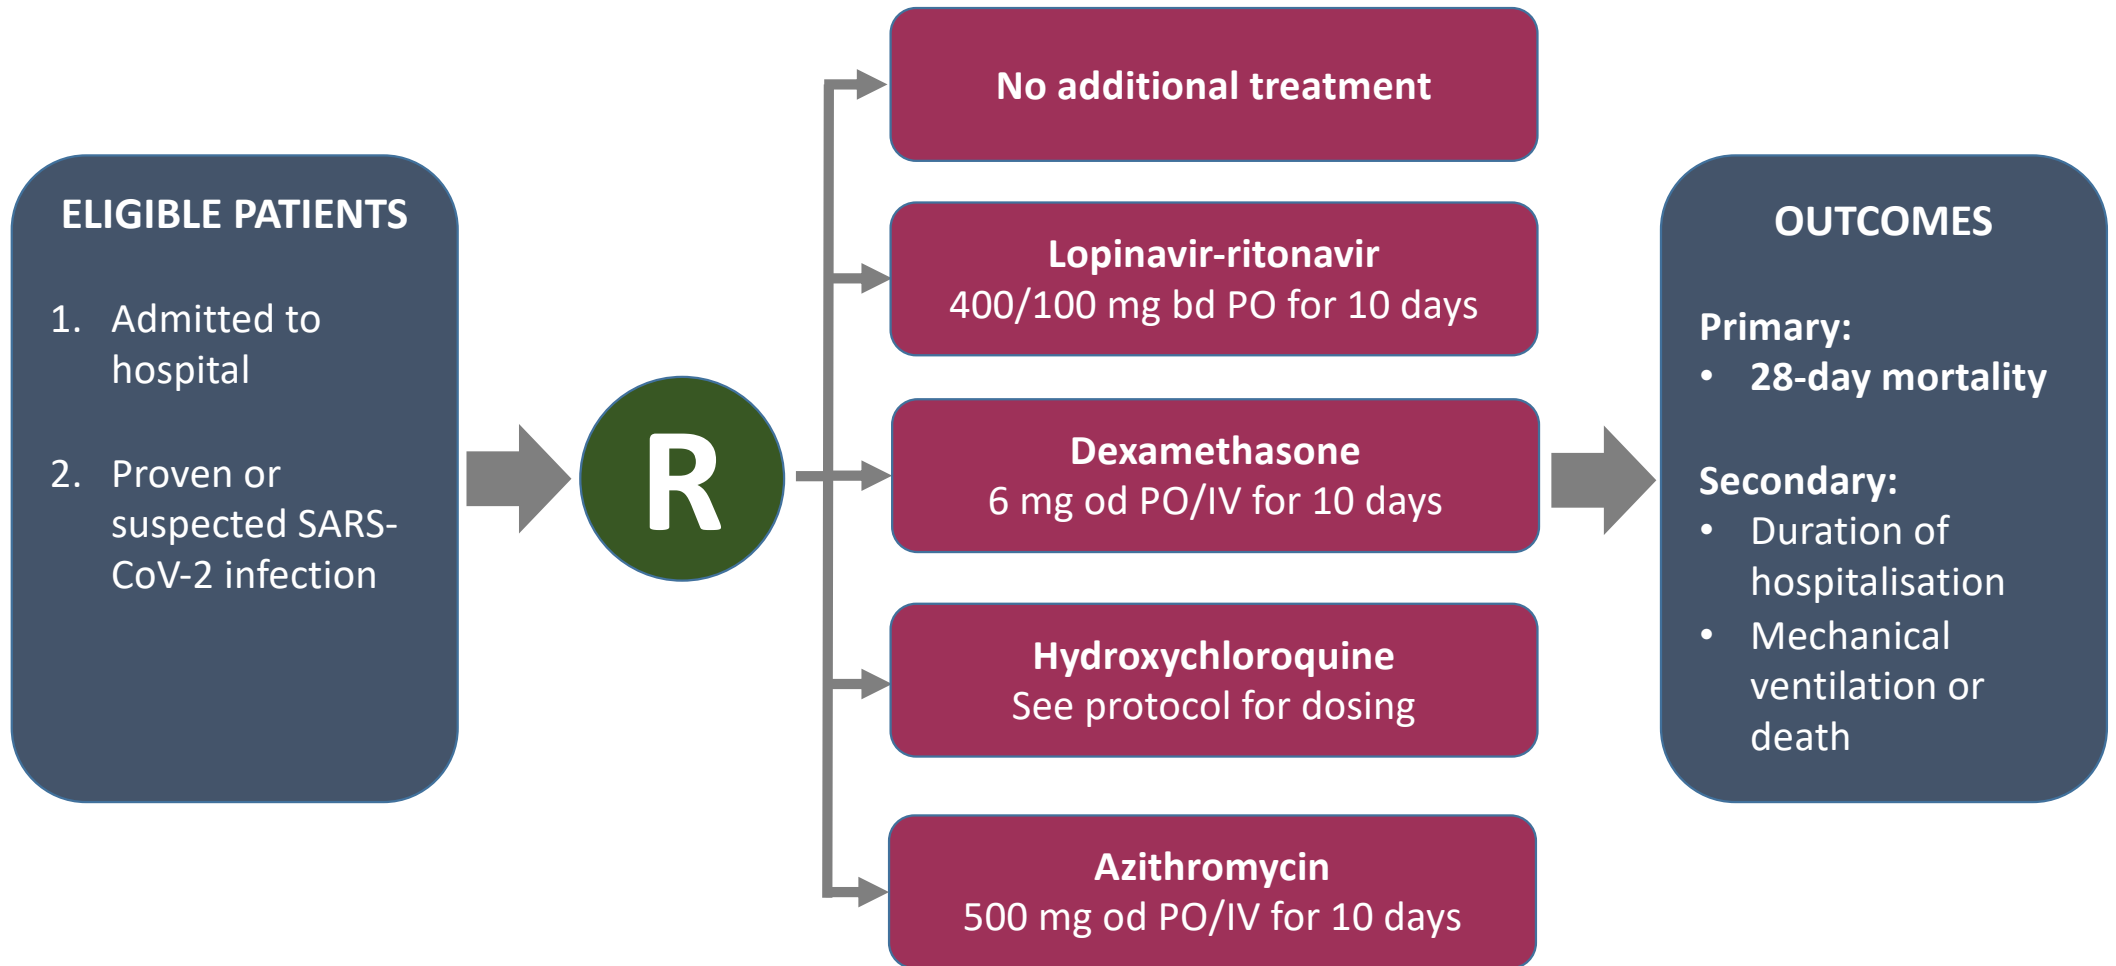 ELIGIBLE PATIENTS
1. Admitted to
hospital
2. Proven or
suspected SARS-
CoV-2 infection
R
No additional treatment
Lopinavir-ritonavir
400/100 mg bd PO for 10 days
Dexamethasone
6 mg od PO/IV for 10 days
Hydroxychloroquine
See protocol for dosing
Azithromycin
500 mg od PO/IV for 10 days
OUTCOMES
Primary:
• 28-day mortality
Secondary:
• Duration of
hospitalisation
• Mechanical
ventilation or
death